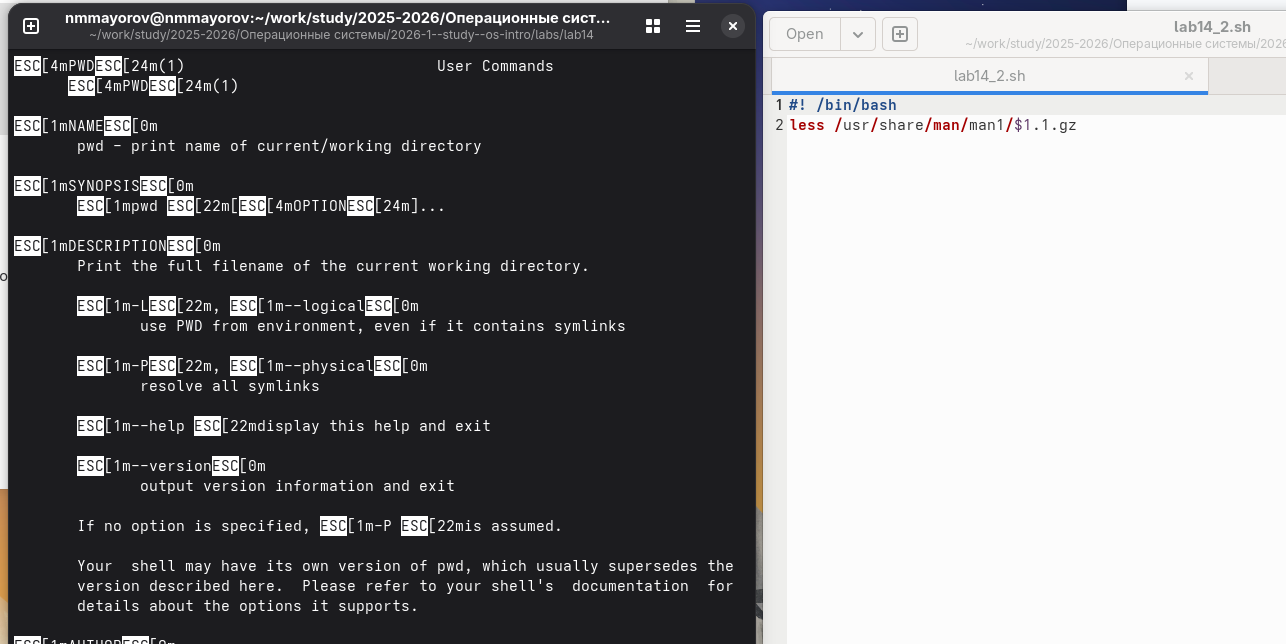 nmmayorov@nmmayorov:~/work/study/2025-2026/Операционные сист...
~/work/study/2025-2026/Операционные системы/2026-1--study--os-intro/labs/lab14
ESC[4mPWDESC[24m(1) User Commands
ESC[4mPWDESC[24m(1)
ESC[1mNAMEESC[0m
pwd - print name of current/working directory
ESC[1mSYNOPSISESC[0m
ESC[1mpwd ESC[22m[ESC[4mOPTIONESC[24m]...
ESC[1mDESCRIPTIONESC[0m
Print the full filename of the current working directory.
ESC[1m-LESC[22m, ESC[1m--logicalESC[0m
use PWD from environment, even if it contains symlinks
ESC[1m-PESC[22m, ESC[1m--physicalESC[0m
resolve all symlinks
ESC[1m--help ESC[22mdisplay this help and exit
ESC[1m--versionESC[0m
output version information and exit
If no option is specified, ESC[1m-P ESC[22mis assumed.
Your  shell may have its own version of pwd, which usually supersedes the
version described here.  Please refer to your shell's  documentation  for
details about the options it supports.
ESC[1mAUTHORESC[0m
Open
lab14_2.sh
~/work/study/2025-2026/Операционные системы/2026
lab14_2.sh
1 #! /bin/bash
2 less /usr/share/man/man1/$1.1.gz